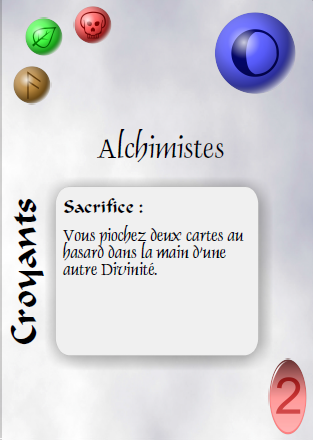 Alchimistes
Croyants
Sacrifice :
Vous piochez deux cartes au
hasard dans la main d'une
autre Divinité.
2